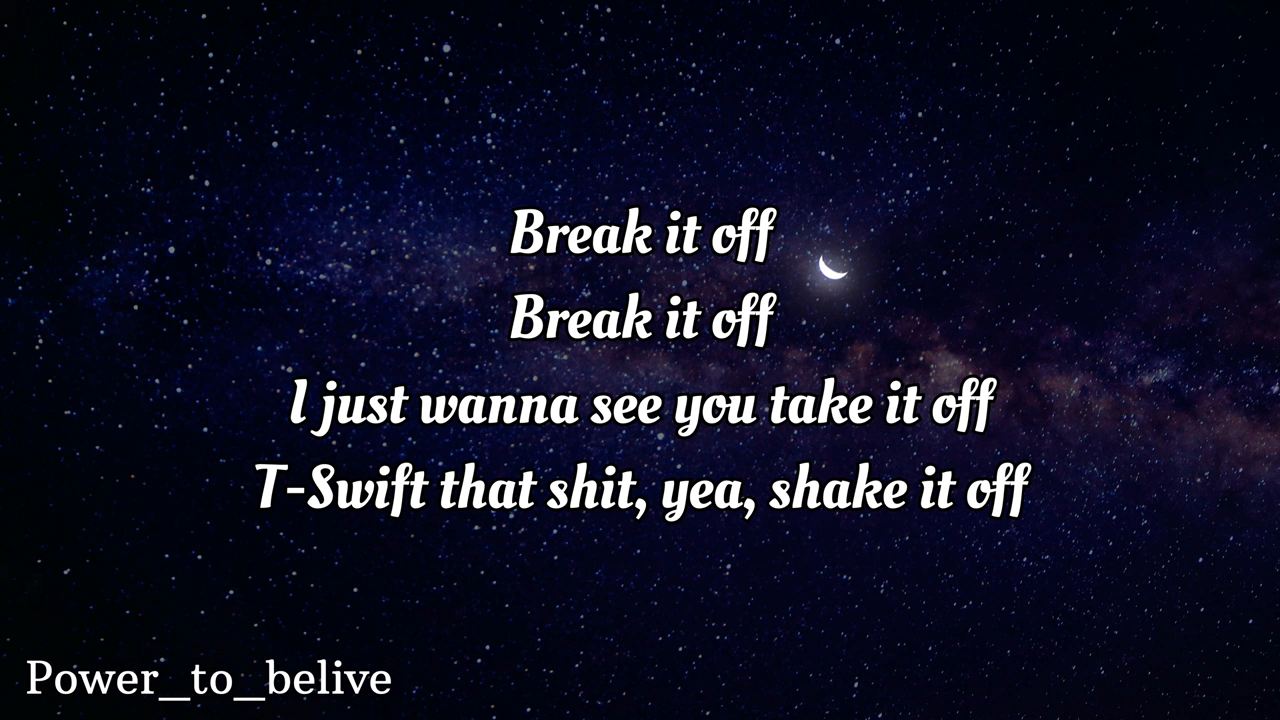 Break it off
Break it off
I just wanna see you take it off
T-Swift that shit, yea, shake it off
Power_to_belive